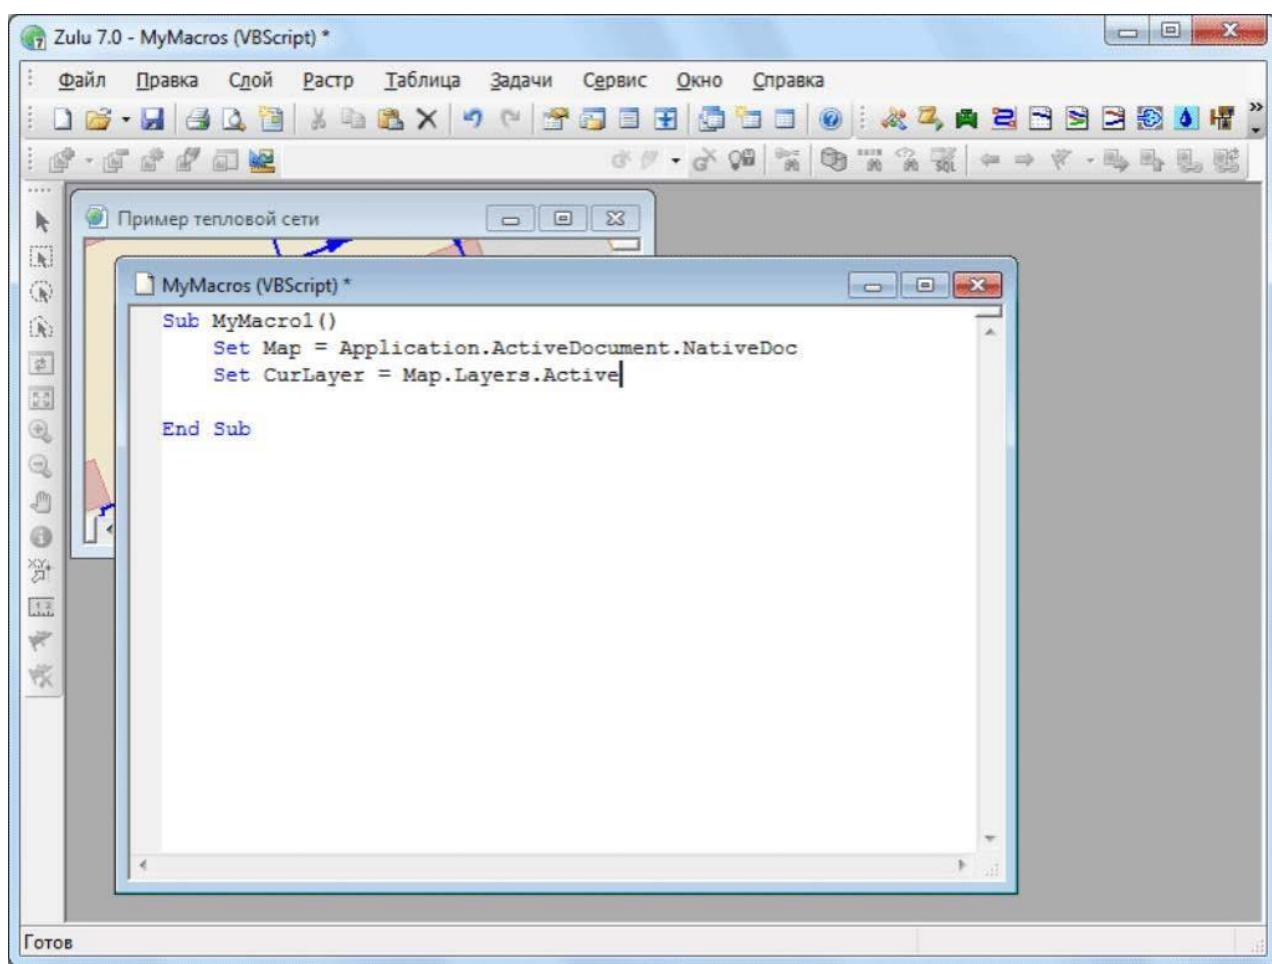 Zulu 7.0 - MyMacros (VBScript) *
Файл Правка Слой Растр Таблица Задачи Сервис Окно Справка
Пример тепловой сети
MyMacros (VBScript) *
Sub MyMacro1()
Set Map = Application.ActiveDocument.NativeDoc
Set CurLayer = Map.Layers.Active
End Sub
Готов